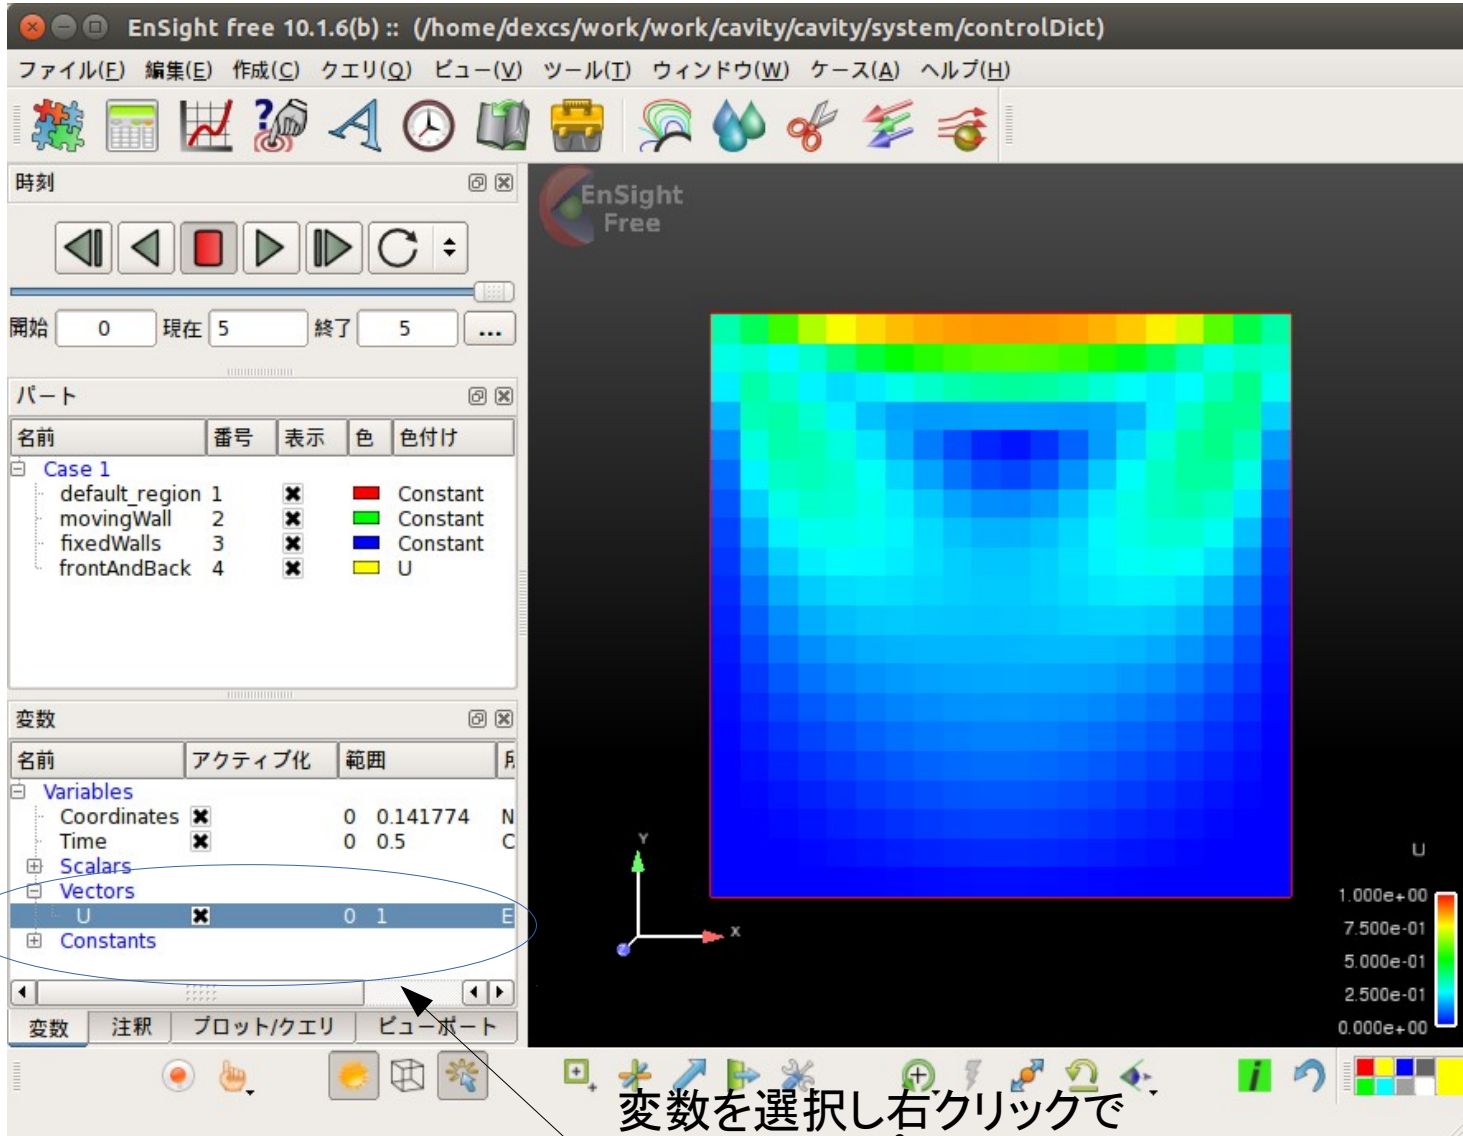 EnSight free 10.1.6(b) :: (/home/dexcs/work/work/cavity/cavity/system/controlDict)
ファイル(F) 編集(E) 作成(C) クエリ(Q) ビュー(V) ツール(T) ウィンドウ(W) ケース(A) ヘルプ(H)
時刻
EnSight
Free
開始 0 現在 5 終了 5 ...
パート
名前 番号 表示 色 色付け
Case 1
default_region 1 Constant
movingWall 2 Constant
fixedWalls 3 Constant
frontAndBack 4 U
変数
名前 アクティブ化 範囲
Variables
Coordinates 0 0.141774 N
Time 0 0.5 C
Scalars
Vectors
U 0 1 E
Constants
変数 注釈 プロット/クエリ ビューポート
Y
X
U
1.000e+00
7.500e-01
5.000e-01
2.500e-01
0.000e+00
変数を選択し右クリックで